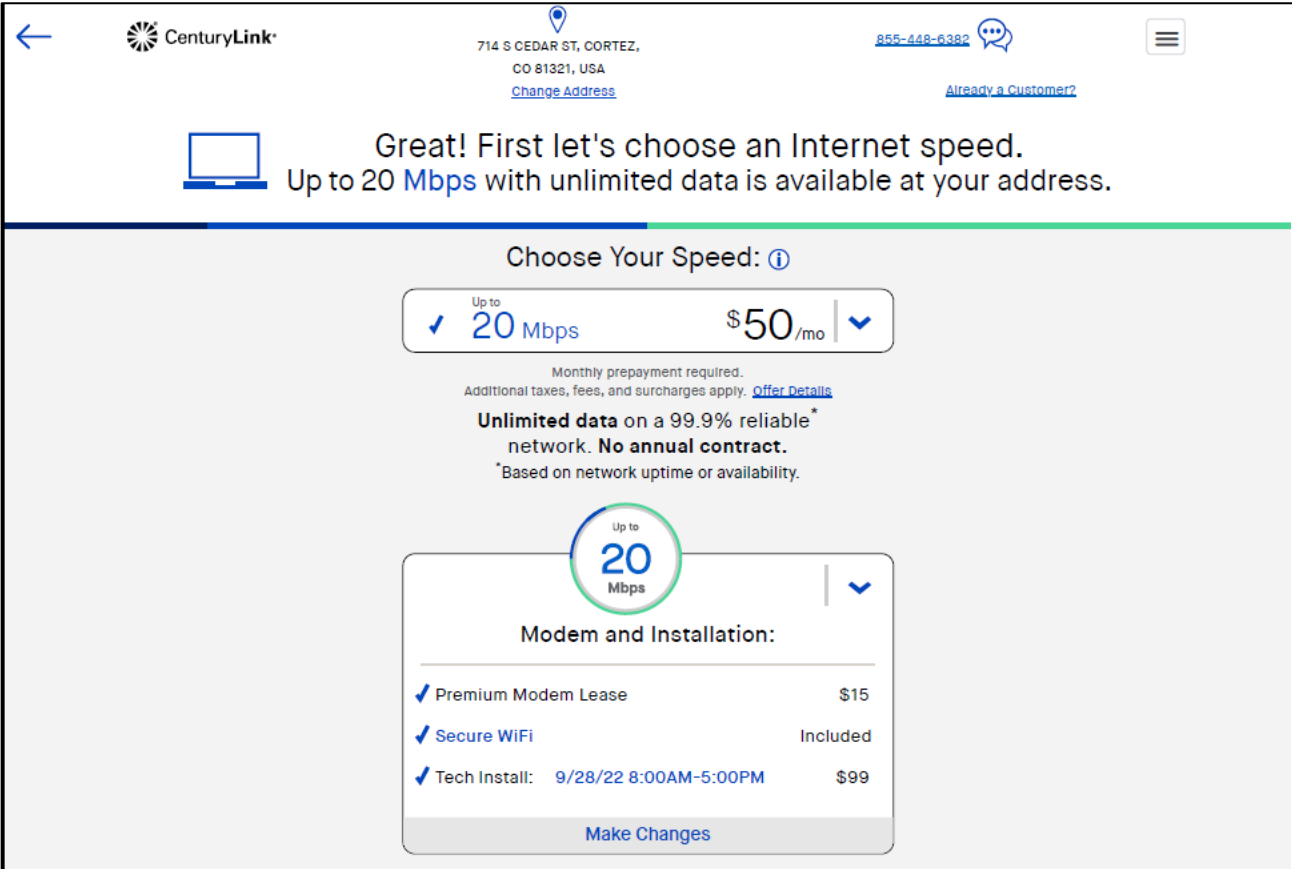 CenturyLink
714 S CEDAR ST, CORTEZ,
CO 81321, USA
Change Address
855-448-6382
Already a Customer?
Great! First let's choose an Internet speed.
Up to 20 Mbps with unlimited data is available at your address.
Choose Your Speed:
Up to
20 Mbps $50/mo
Monthly prepayment required.
Additional taxes, fees, and surcharges apply. Offer Details
Unlimited data on a 99.9% reliable*
network. No annual contract.
*Based on network uptime or availability.
Up to
20
Mbps
Modem and Installation:
Premium Modem Lease $15
Secure WiFi Included
Tech Install: 9/28/22 8:00AM-5:00PM $99
Make Changes